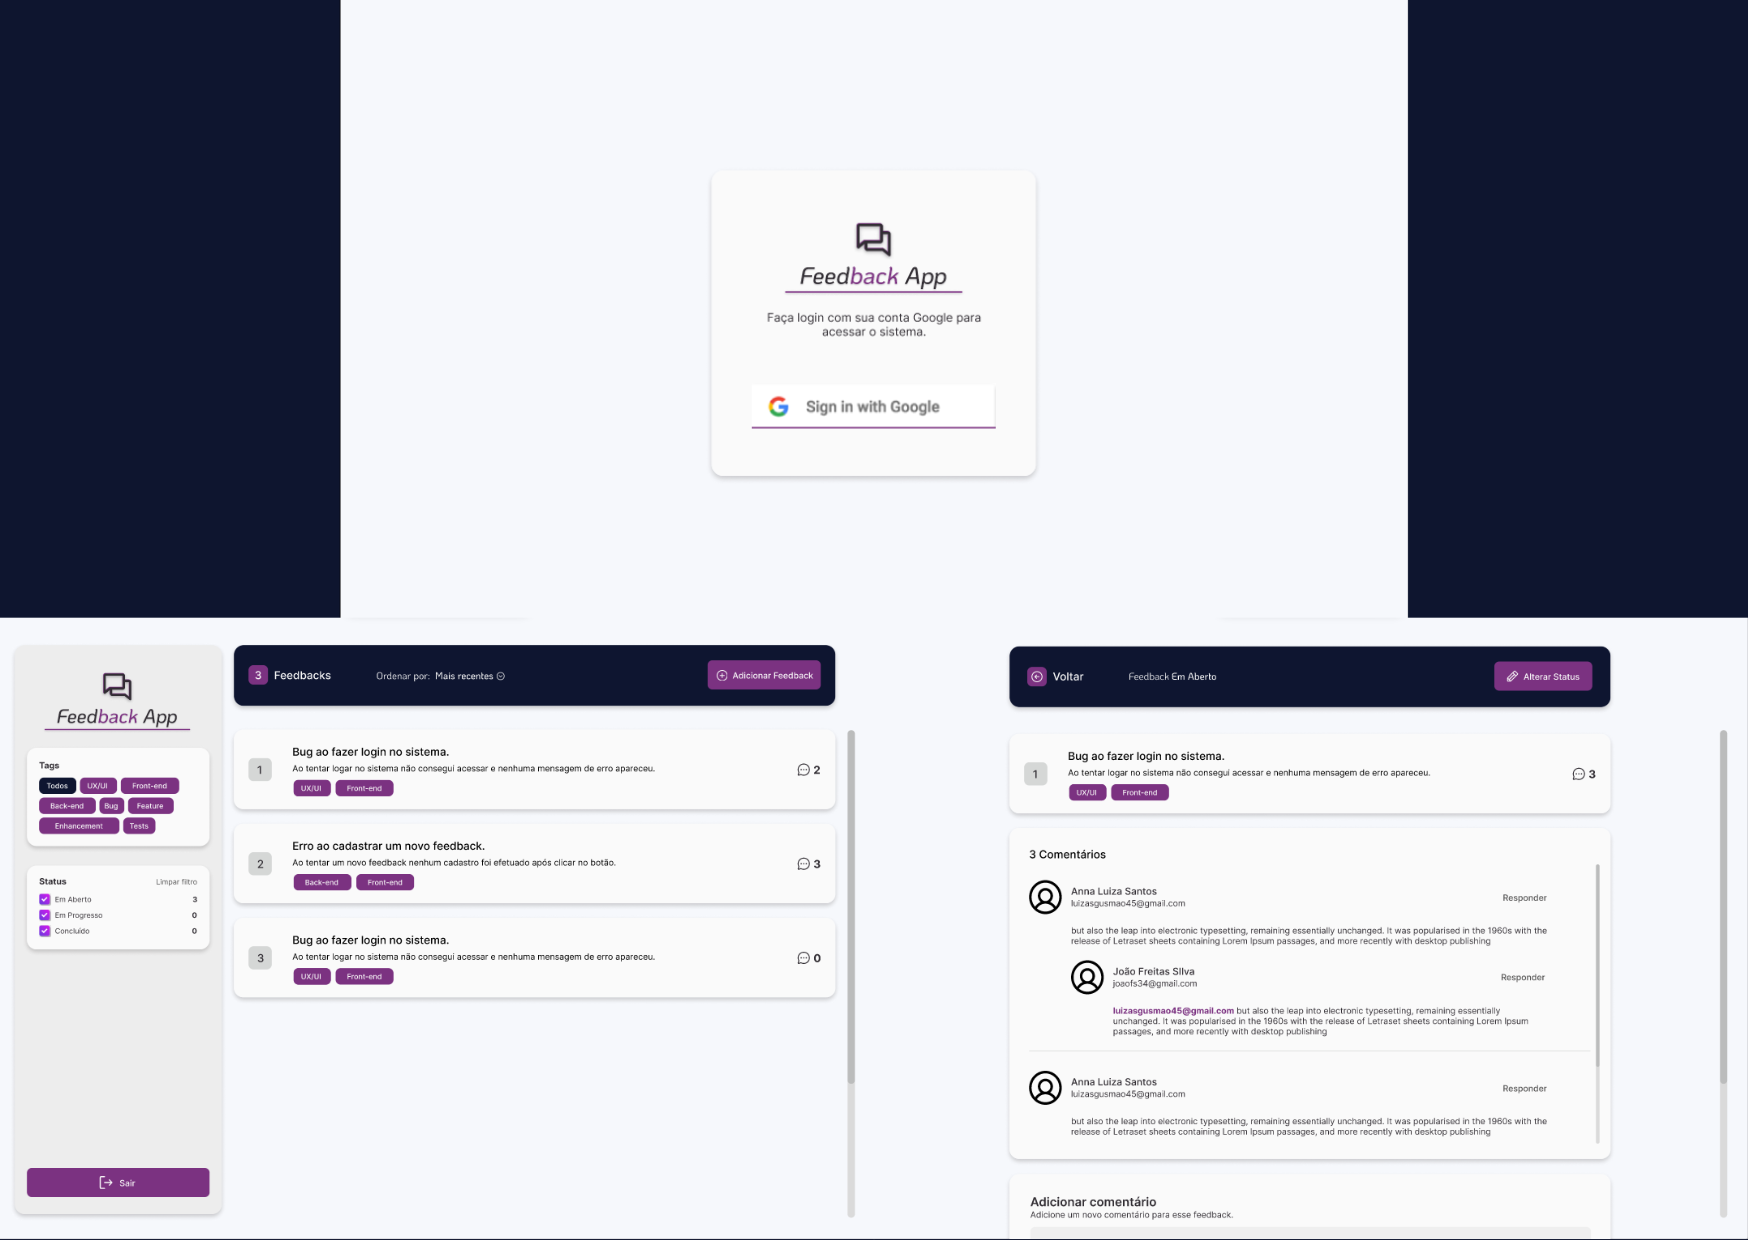 Feedback App
Faça login com sua conta Google para
acessar o sistema.
Sign in with Google
Feedback App
Tags
Todos UX/UI Front-end
Back-end Bug Feature
Enhancement Tests
Status Limpar filtro
Em Aberto 3
Em Progresso 0
Concluído 0
Sair
3 Feedbacks Ordenar por: Mais recentes Adicionar Feedback
1
Bug ao fazer login no sistema.
Ao tentar logar no sistema não consegui acessar e nenhuma mensagem de erro apareceu.
UX/UI Front-end
2
2
Erro ao cadastrar um novo feedback.
Ao tentar um novo feedback nenhum cadastro foi efetuado após clicar no botão.
Back-end Front-end
3
3
Bug ao fazer login no sistema.
Ao tentar logar no sistema não consegui acessar e nenhuma mensagem de erro apareceu.
UX/UI Front-end
0
Voltar Feedback Em Aberto Alterar Status
1
Bug ao fazer login no sistema.
Ao tentar logar no sistema não consegui acessar e nenhuma mensagem de erro apareceu.
UX/UI Front-end
3
3 Comentários
Anna Luiza Santos
luizasgusmao45@gmail.com
Responder
but also the leap into electronic typesetting, remaining essentially unchanged. It was popularised in the 1960s with the
release of Letraset sheets containing Lorem Ipsum passages, and more recently with desktop publishing
João Freitas SIlva
joaofs34@gmail.com
Responder
luizasgusmao45@gmail.com but also the leap into electronic typesetting, remaining essentially
unchanged. It was popularised in the 1960s with the release of Letraset sheets containing Lorem Ipsum
passages, and more recently with desktop publishing
Anna Luiza Santos
luizasgusmao45@gmail.com
Responder
but also the leap into electronic typesetting, remaining essentially unchanged. It was popularised in the 1960s with the
release of Letraset sheets containing Lorem Ipsum passages, and more recently with desktop publishing
Adicionar comentário
Adicione um novo comentário para esse feedback.